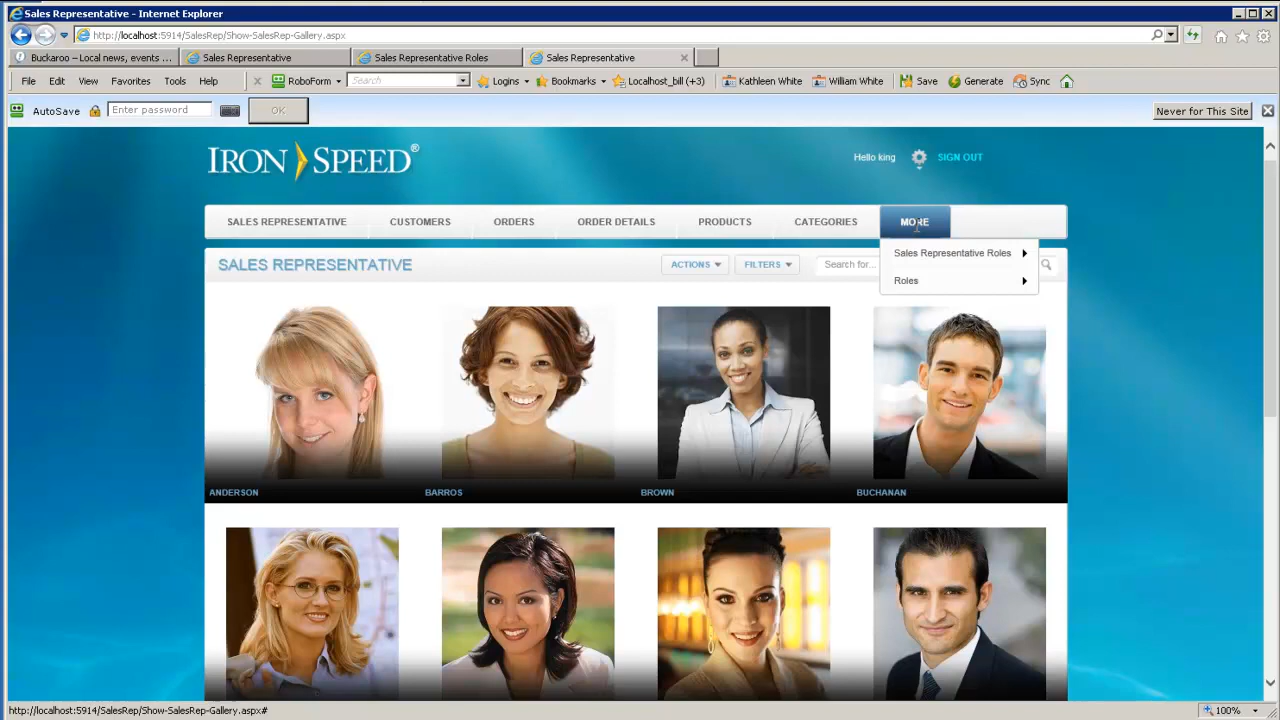 Sales Representative - Internet Explorer
http://localhost:5914/SalesRep/Show-SalesRep-Gallery.aspx
Buckaroo – Local news, events ... Sales Representative Sales Representative Roles Sales Representative
File Edit View Favorites Tools Help RoboForm Search Logins Bookmarks ucalhost_bill (+3) Kathleen White William White Save Generate Sync
AutoSave Enter password OK Never for This Site
IRON SPEED®
Hello king SIGN OUT
SALES REPRESENTATIVE CUSTOMERS ORDERS ORDER DETAILS PRODUCTS CATEGORIES MORE
Sales Representative Roles
Roles
SALES REPRESENTATIVE ACTIONS FILTERS Search for...
ANDERSON BARROS BROWN BUCHANAN
http://localhost:5914/SalesRep/Show-SalesRep-Gallery.aspx#
100%